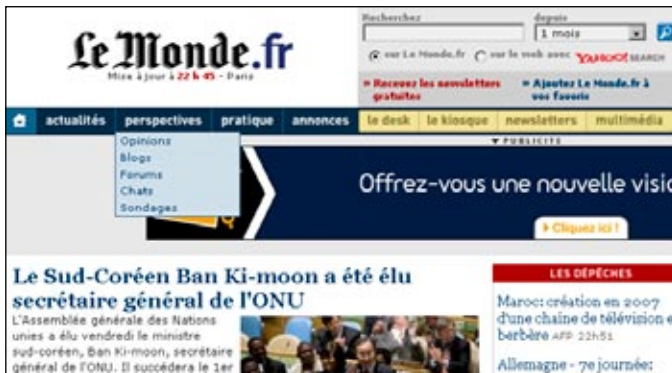 Recherchez
depuis
Le Monde.fr
1 mois
Mise à jour à 22 h 45 - Paris
sur Le Monde.fr
sur le web avec YAHOO! SEARCH
» Recevez les newsletters
gratuites
» Ajoutez Le Monde.fr à
vos favoris
actualités perspectives pratique annonces le desk le kiosque newsletters multimédia
Opinions
Blogs
Forums
Chats
Sondages
▼ PUBLICITÉ
Offrez-vous une nouvelle visio
Cliquez ici !
Le Sud-Coréen Ban Ki-moon a été élu
secrétaire général de l'ONU
L'Assemblée générale des Nations
unies a élu vendredi le ministre
sud-coréen, Ban Ki-moon, secrétaire
général de l'ONU. Il succédera le 1er
LES DÉPÊCHES
Maroc: création en 2007
d'une chaîne de télévision e
berbère AFP 22h51
Allemagne - 7e journée: